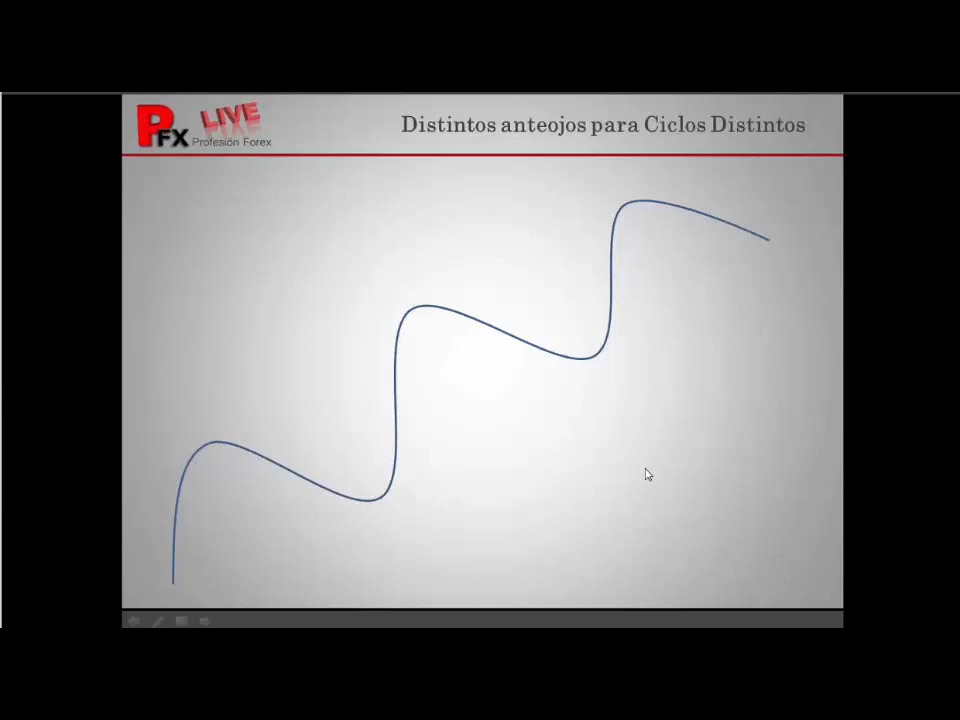 PFX LIVE
Profesión Forex
Distintos anteojos para Ciclos Distintos